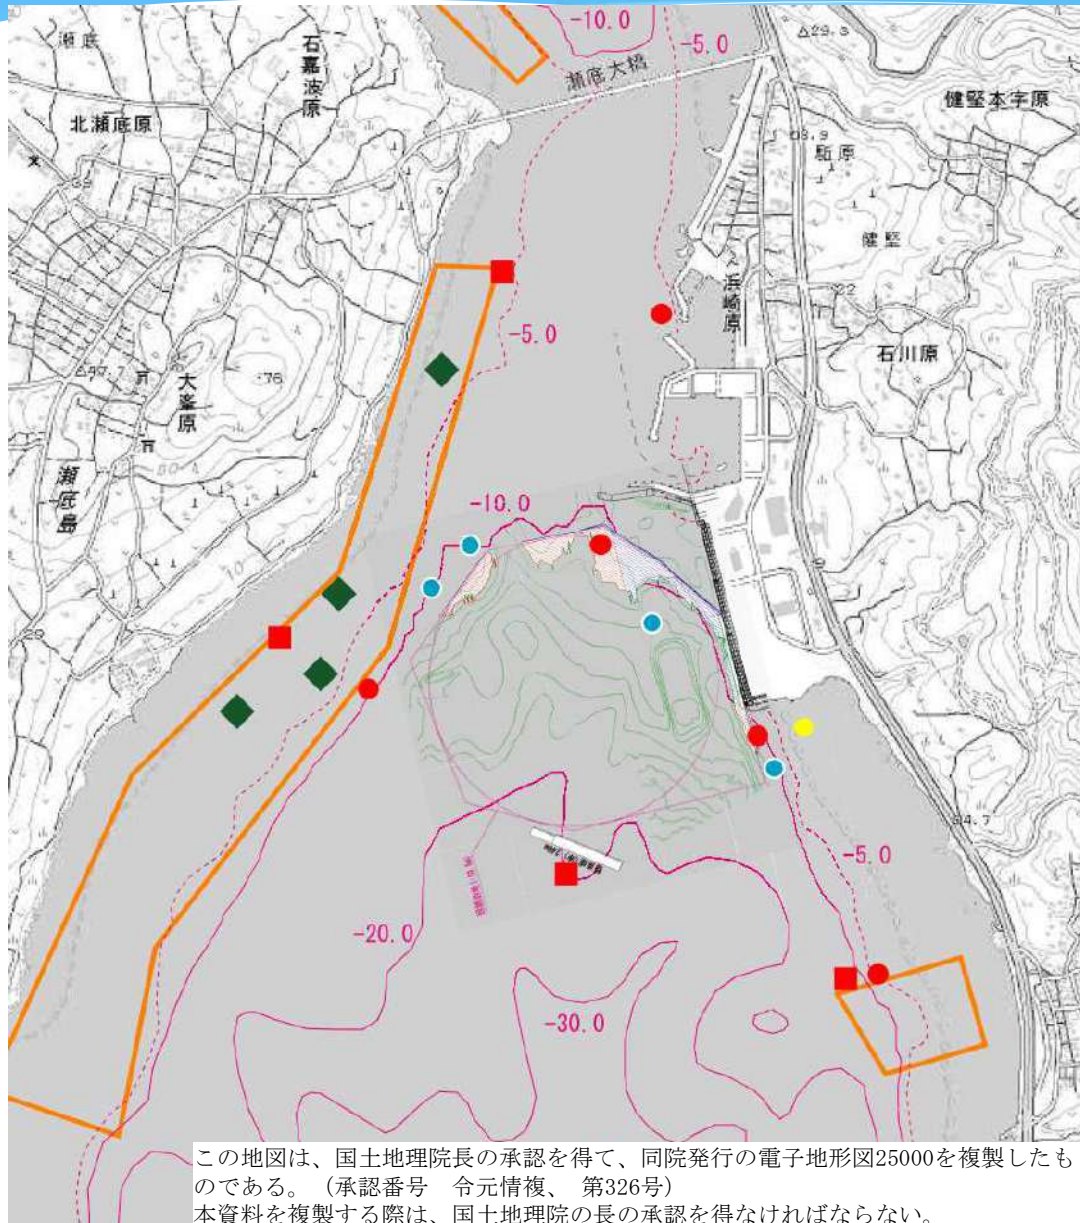 -10.0
-5.0
△29.3
瀬底
石嘉波原
瀬底大橋
健堅本字原
北瀬底原
健堅
浜崎原
22
石川原
-5.0
△47.7
大峯原
・76
瀬底島
-10.0
-5.0
-20.0
-30.0
この地図は、国土地理院長の承認を得て、同院発行の電子地形図25000を複製したも
のである。（承認番号　令元情複、 第326号）
本資料を複製する際は、国土地理院の長の承認を得なければならない。